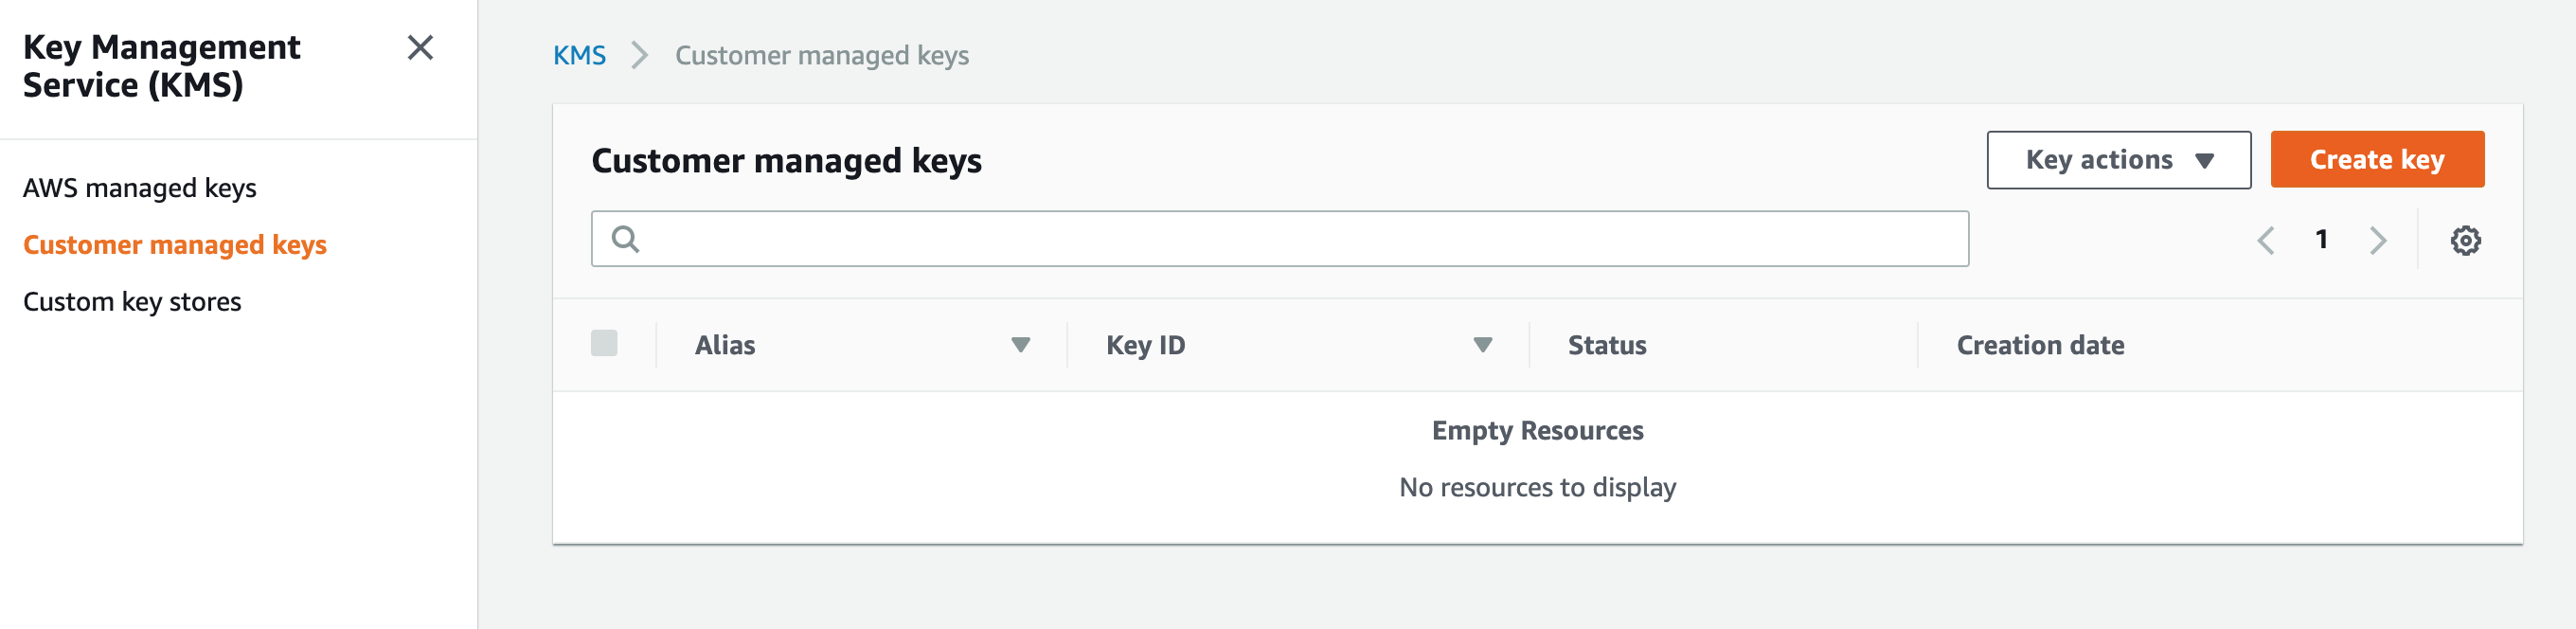 Key Management
Service (KMS)
AWS managed keys
Customer managed keys
Custom key stores
KMS Customer managed keys
Customer managed keys
Key actions
Create key
1
Alias Key ID Status Creation date
Empty Resources
No resources to display